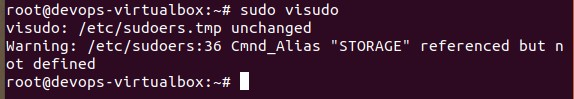 root@devops-virtualbox:~# sudo visudo
visudo: /etc/sudoers.tmp unchanged
Warning: /etc/sudoers:36 Cmnd_Alias "STORAGE" referenced but n
ot defined
root@devops-virtualbox:~#